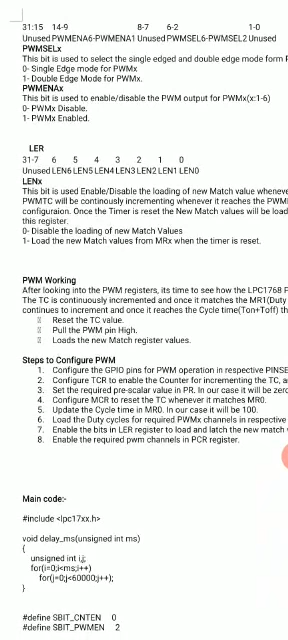 31:15 14-9 8-7 6-2 1-0
Unused PWMENA6-PWMENA1 Unused PWMSEL6-PWMSEL2 Unused
PWMSELx
This bit is used to select the single edged and double edge mode form
0- Single Edge mode for PWMx
1- Double Edge Mode for PWMx.
PWMENAx
This bit is used to enable/disable the PWM output for PWMx(x:1-6)
0- PWMx Disable.
1- PWMx Enabled.
LER
31-7 6 5 4 3 2 1 0
Unused LEN6 LEN5 LEN4 LEN3 LEN2 LEN1 LEN0
LENx
This bit is used Enable/Disable the loading of new Match value wheneve
PWMTC will be continously incrementing whenever it reaches the PWM
configuraion. Once the Timer is reset the New Match values will be load
this register.
0- Disable the loading of new Match Values
1- Load the new Match values from MRx when the timer is reset.
PWM Working
After looking into the PWM registers, its time to see how the LPC1768 P
The TC is continuously incremented and once it matches the MR1(Duty
continues to increment and once it reaches the Cycle time(Ton+Toff) th
Reset the TC value.
Pull the PWM pin High.
Loads the new Match register values.
Steps to Configure PWM
1. Configure the GPIO pins for PWM operation in respective PINSE
2. Configure TCR to enable the Counter for incrementing the TC, a
3. Set the required pre-scalar value in PR. In our case it will be zero
4. Configure MCR to reset the TC whenever it matches MR0.
5. Update the Cycle time in MR0. In our case it will be 100.
6. Load the Duty cycles for required PWMx channels in respective
7. Enable the bits in LER register to load and latch the new match
8. Enable the required pwm channels in PCR register.
Main code:-
#include <lpc17xx.h>
void delay_ms(unsigned int ms)
{
unsigned int i,j;
for(i=0;i<ms;i++)
for(j=0;j<60000;j++);
}
#define SBIT_CNTEN 0
#define SBIT_PWMEN 2